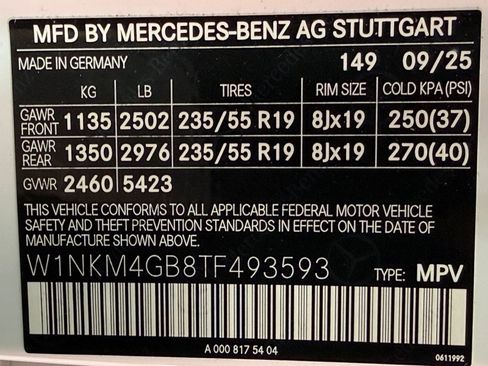 MFD BY MERCEDES-BENZ AG STUTTGART
MADE IN GERMANY 149 09/25
KG LB TIRES RIM SIZE COLD KPA (PSI)
GAWR FRONT 1135 2502 235/55 R19 8Jx19 250(37)
GAWR REAR 1350 2976 235/55 R19 8Jx19 270(40)
GVWR 2460 5423
THIS VEHICLE CONFORMS TO ALL APPLICABLE FEDERAL MOTOR VEHICLE
SAFETY AND THEFT PREVENTION STANDARDS IN EFFECT ON THE DATE OF
MANUFACTURE SHOWN ABOVE.
W1NKM4GB8TF493593 TYPE: MPV
A 000 817 54 04
0611992